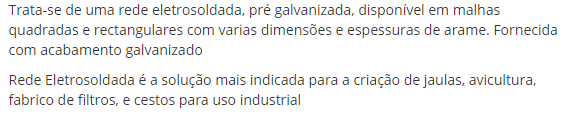 Trata-se de uma rede eletrosoldada, pré galvanizada, disponível em malhas
quadradas e rectangulares com varias dimensões e espessuras de arame. Fornecida
com acabamento galvanizado
Rede Eletrosoldada é a solução mais indicada para a criação de jaulas, avicultura,
fabrico de filtros, e cestos para uso industrial